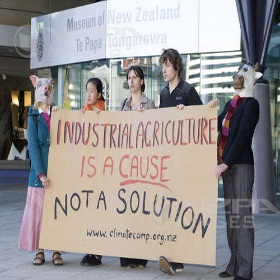 Museum of New Zealand
Te Papa Tongarewa
INDUSTRIAL AGRICULTURE
IS A CAUSE
NOT A SOLUTION
www.climatecamp.org.nz